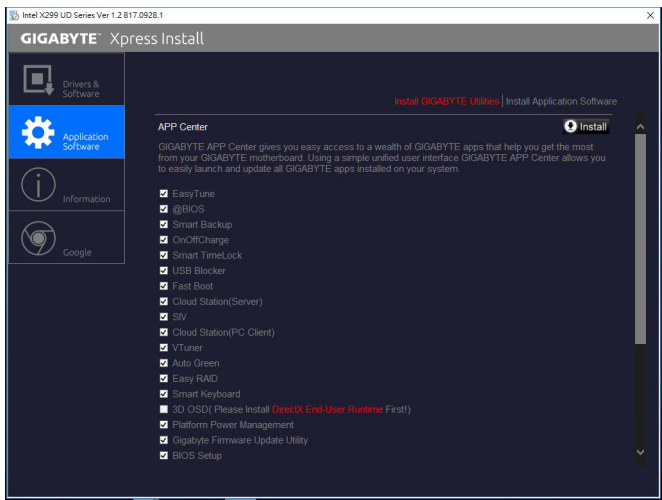 Intel X299 UD Series Ver 1.2 B17.0928.1
GIGABYTE™ Xpress Install
Drivers &
Software
Application
Software
Information
Google
Install GIGABYTE Utilities | Install Application Software
APP Center
Install
GIGABYTE APP Center gives you easy access to a wealth of GIGABYTE apps that help you get the most
from your GIGABYTE motherboard. Using a simple unified user interface GIGABYTE APP Center allows you
to easily launch and update all GIGABYTE apps installed on your system.
EasyTune
@BIOS
Smart Backup
OnOffCharge
Smart TimeLock
USB Blocker
Fast Boot
Cloud Station(Server)
SIV
Cloud Station(PC Client)
VTuner
Auto Green
Easy RAID
Smart Keyboard
3D OSD( Please Install DirectX End-User Runtime First!)
Platform Power Management
Gigabyte Firmware Update Utility
BIOS Setup